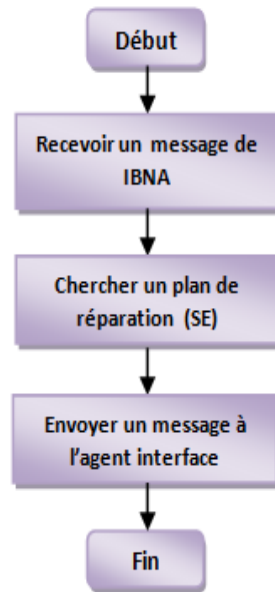 Début
Recevoir un message de
IBNA
Chercher un plan de
réparation (SE)
Envoyer un message à
l'agent interface
Fin